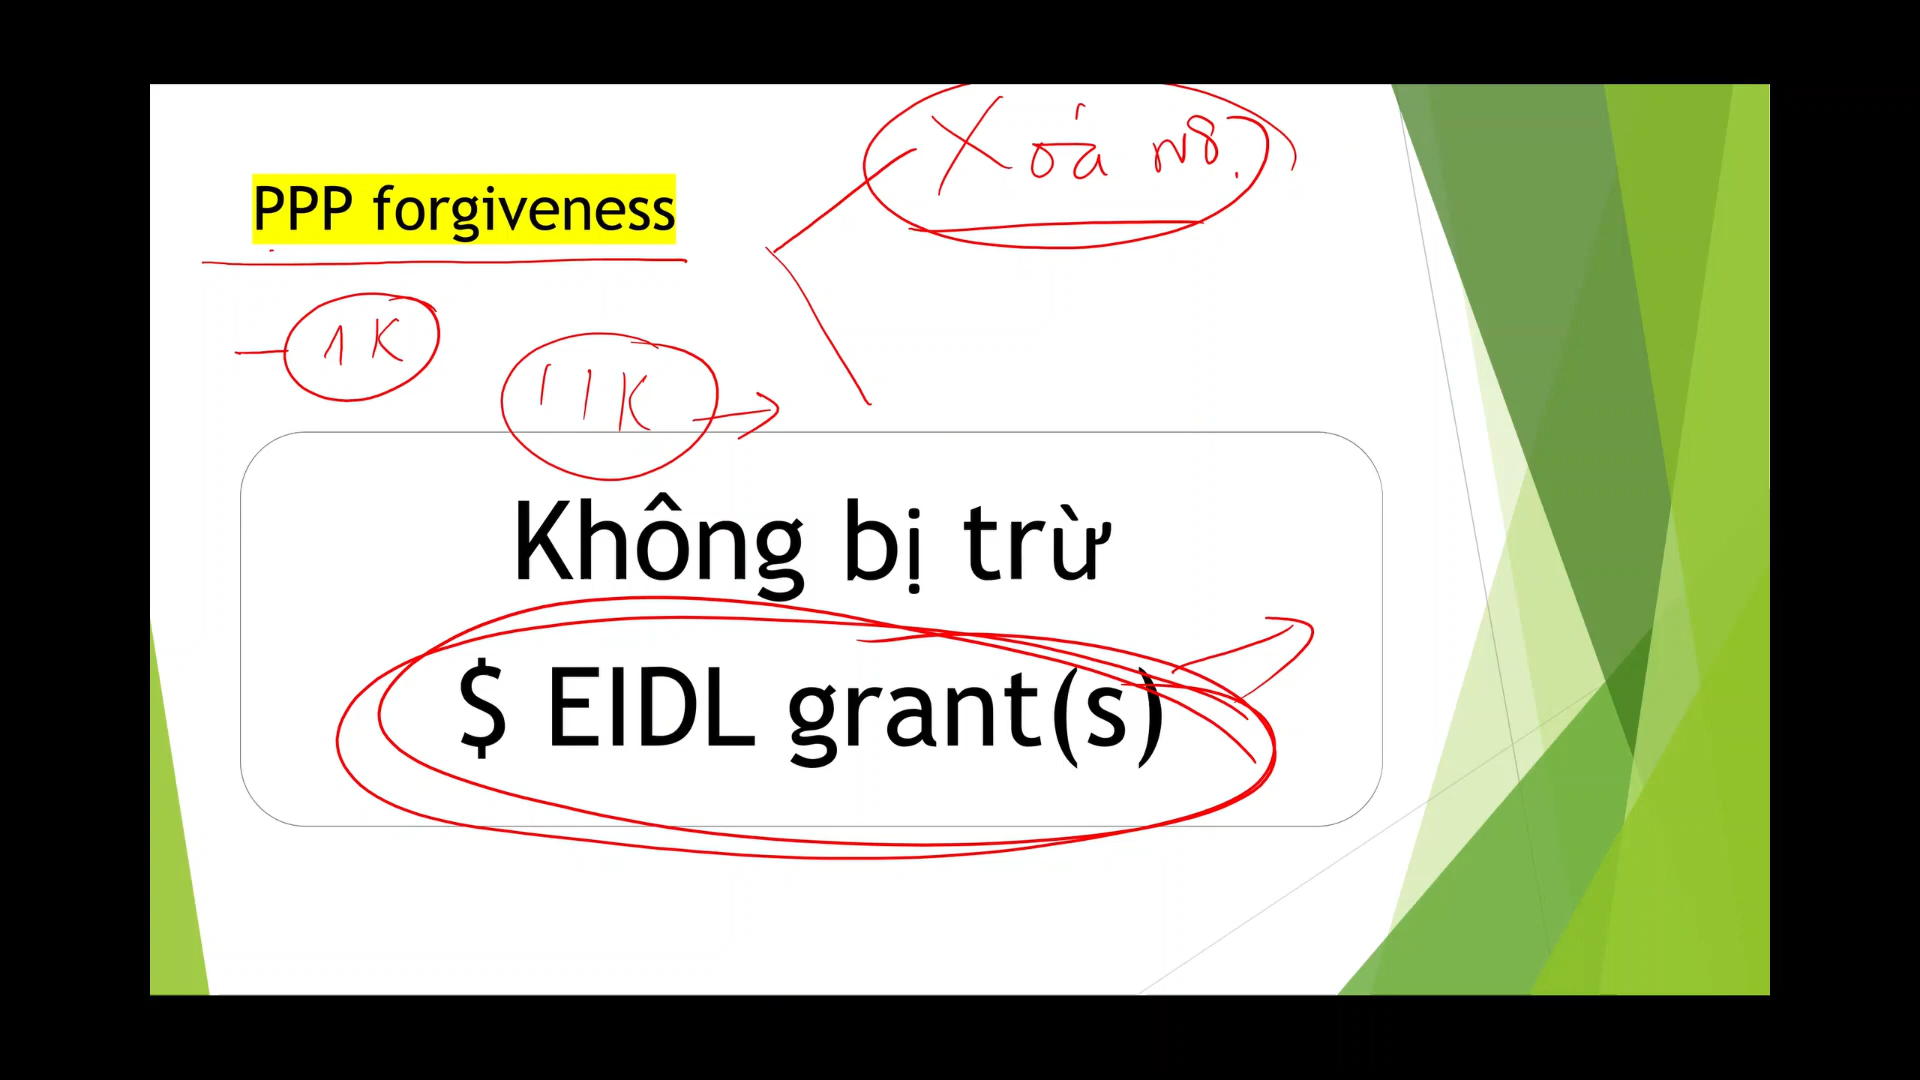 Xoá nợ.
PPP forgiveness
1K
11K
Không bị trừ
$ EIDL grant(s)